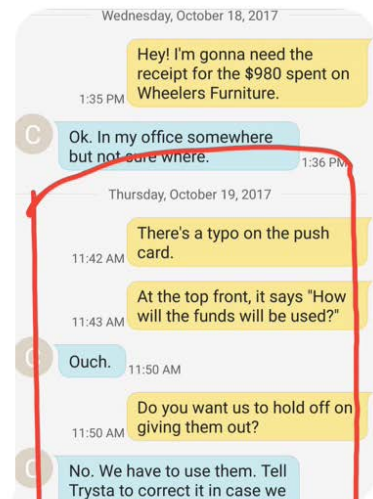 Wednesday, October 18, 2017
Hey! I'm gonna need the
receipt for the $980 spent on
Wheelers Furniture.
1:35 PM
C
Ok. In my office somewhere
but not sure where.
1:36 PM
Thursday, October 19, 2017
There's a typo on the push
card.
11:42 AM
At the top front, it says "How
will the funds will be used?"
11:43 AM
C
Ouch.
11:50 AM
Do you want us to hold off on
giving them out?
11:50 AM
C
No. We have to use them. Tell
Trysta to correct it in case we